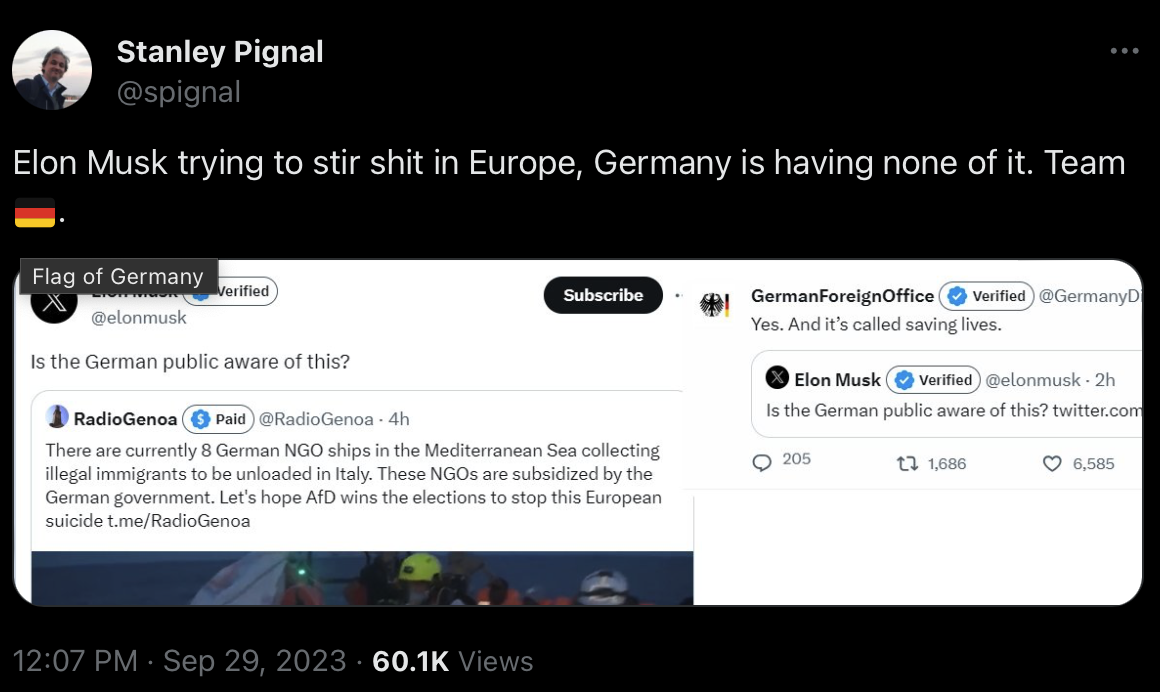 Stanley Pignal
@spignal
Elon Musk trying to stir shit in Europe, Germany is having none of it. Team
🇩🇪.
Flag of Germany
Elon Musk Verified
@elonmusk
Subscribe
Is the German public aware of this?
RadioGenoa Paid @RadioGenoa · 4h
There are currently 8 German NGO ships in the Mediterranean Sea collecting
illegal immigrants to be unloaded in Italy. These NGOs are subsidized by the
German government. Let's hope AfD wins the elections to stop this European
suicide t.me/RadioGenoa
GermanForeignOffice Verified @GermanyDi
Yes. And it's called saving lives.
Elon Musk Verified @elonmusk · 2h
Is the German public aware of this? twitter.com
205 1,686 6,585
12:07 PM · Sep 29, 2023 · 60.1K Views